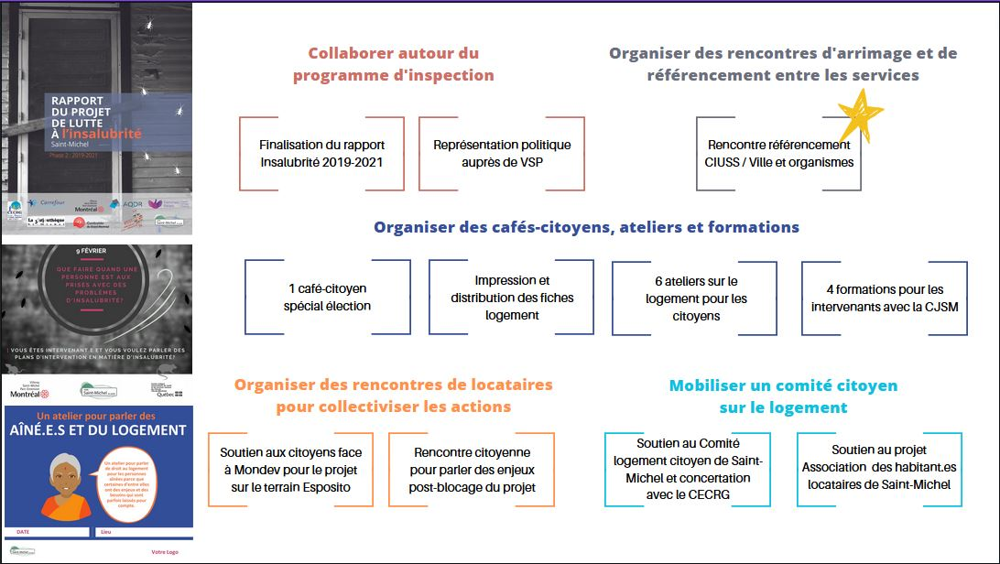 RAPPORT
DU PROJET
DE LUTTE
À l'insalubrité
Saint-Michel
Phase 2 : 2019-2021
CECRG
Carrefour
Montréal
AQDR
9 FÉVRIER
QUE FAIRE QUAND UNE
PERSONNE EST AUX
PRISES AVEC DES
PROBLÈMES
D'INSALUBRITÉ?
VOUS ÊTES INTERVENANT.E ET VOUS VOULEZ PARLER DES
PLANS D'INTERVENTION EN MATIÈRE D'INSALUBRITÉ?
Montréal
Saint-Michel
Québec
Un atelier pour parler des
AÎNÉ.E.S ET DU LOGEMENT
Un atelier pour parler de
droit au logement
pour les personnes
aînées parce que
certaines d'entre elles
ont des enjeux et des
besoins qui sont
parfois laissés pour
compte.
DATE
Lieu
Votre Logo
Collaborer autour du
programme d'inspection
Finalisation du rapport
Insalubrité 2019-2021
Représentation politique
auprès de VSP
Organiser des rencontres d'arrimage et de
référencement entre les services
Rencontre référencement
CIUSS / Ville et organismes
Organiser des cafés-citoyens, ateliers et formations
1 café-citoyen
spécial élection
Impression et
distribution des fiches
logement
6 ateliers sur le
logement pour les
citoyens
4 formations pour les
intervenants avec la CJSM
Organiser des rencontres de locataires
pour collectiviser les actions
Soutien aux citoyens face
à Mondev pour le projet
sur le terrain Esposito
Rencontre citoyenne
pour parler des enjeux
post-blocage du projet
Mobiliser un comité citoyen
sur le logement
Soutien au Comité
logement citoyen de Saint-
Michel et concertation
avec le CECRG
Soutien au projet
Association des habitant.es
locataires de Saint-Michel